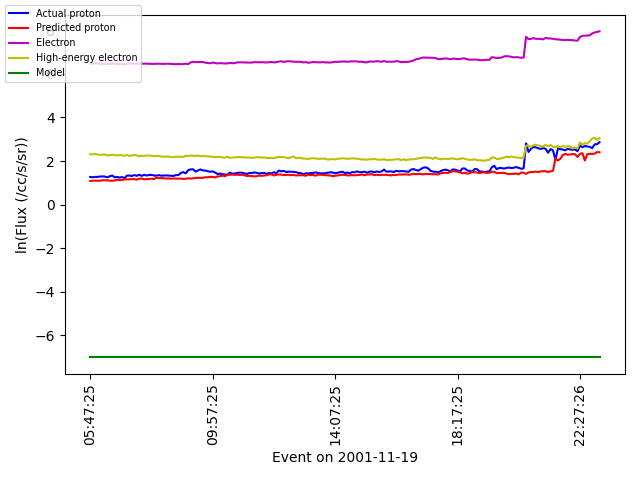 Actual proton
Predicted proton
Electron
High-energy electron
Model
8
6
4
2
0
−2
−4
−6
ln(Flux (/cc/s/sr))
05:47:25
09:57:25
14:07:25
18:17:25
22:27:26
Event on 2001-11-19